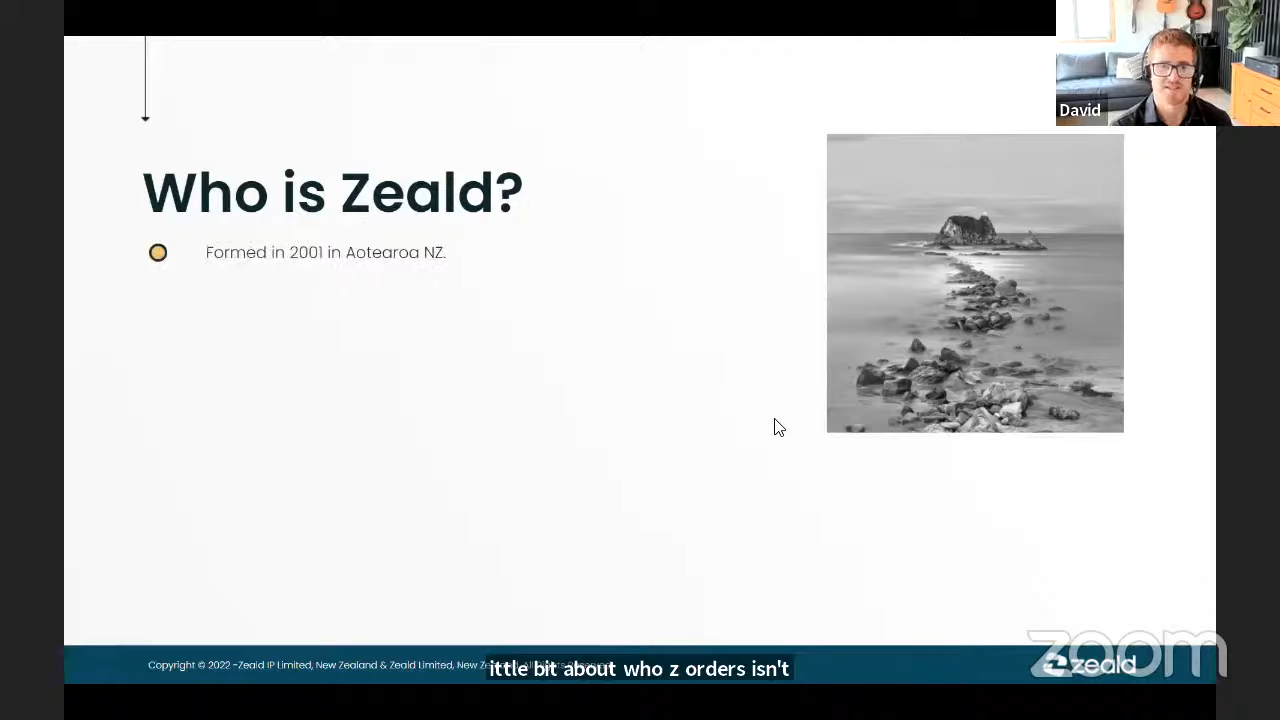 David
Who is Zeald?
Formed in 2001 in Aotearoa NZ.
Copyright © 2022 -Zeald IP Limited, New Zealand & Zeald Limited, New
ittle bit about who z orders isn't
zoom
zeald